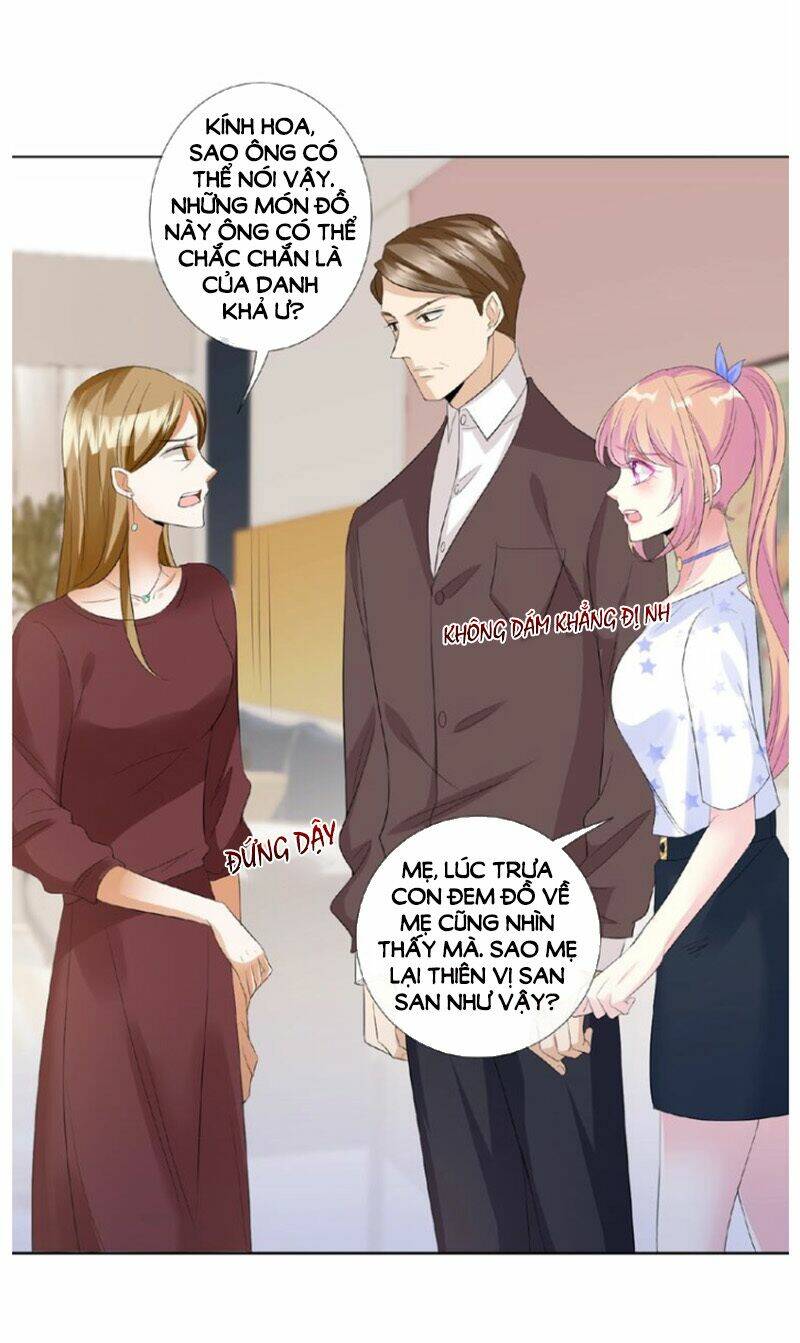 KÍNH HOA,
SAO ÔNG CÓ
THỂ NÓI VẬY.
NHỮNG MÓN ĐỒ
NÀY ÔNG CÓ THỂ
CHẮC CHẮN LÀ
CỦA DANH
KHẢ Ư?
KHÔNG DÁM KHẲNG ĐỊNH
ĐỨNG DẬY
MẸ, LÚC TRƯA
CON ĐEM ĐỒ VỀ
MẸ CŨNG NHÌN
THẤY MÀ. SAO MẸ
LẠI THIÊN VỊ SAN
SAN NHƯ VẬY?